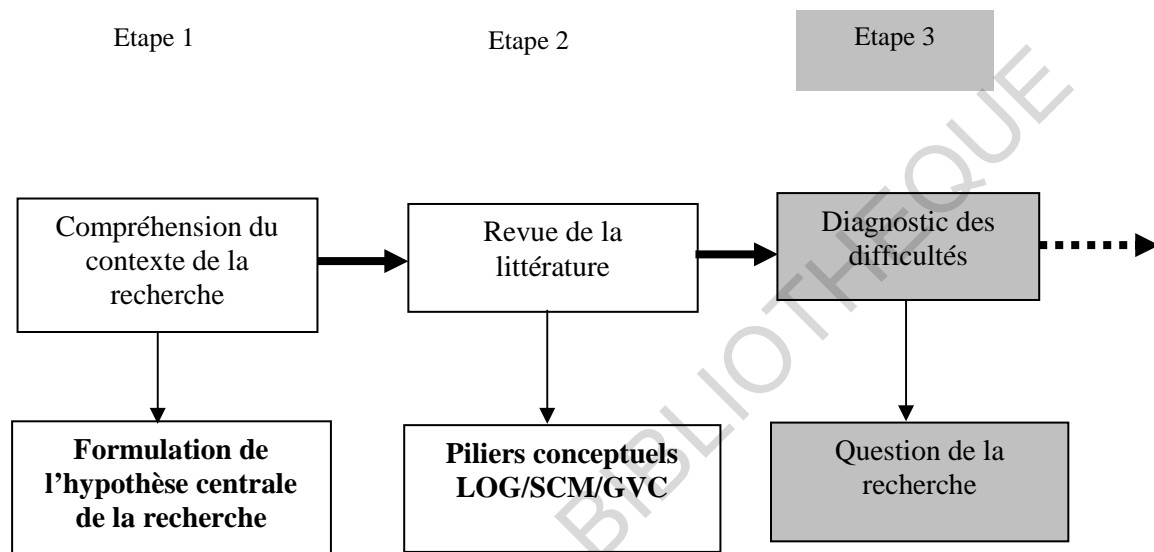 Etape 1
Etape 2
Etape 3
Compréhension du
contexte de la
recherche
Revue de la
littérature
Diagnostic des
difficultés
Formulation de
l'hypothèse centrale
de la recherche
Piliers conceptuels
LOG/SCM/GVC
Question de la
recherche
BIBLIOTHEQUE